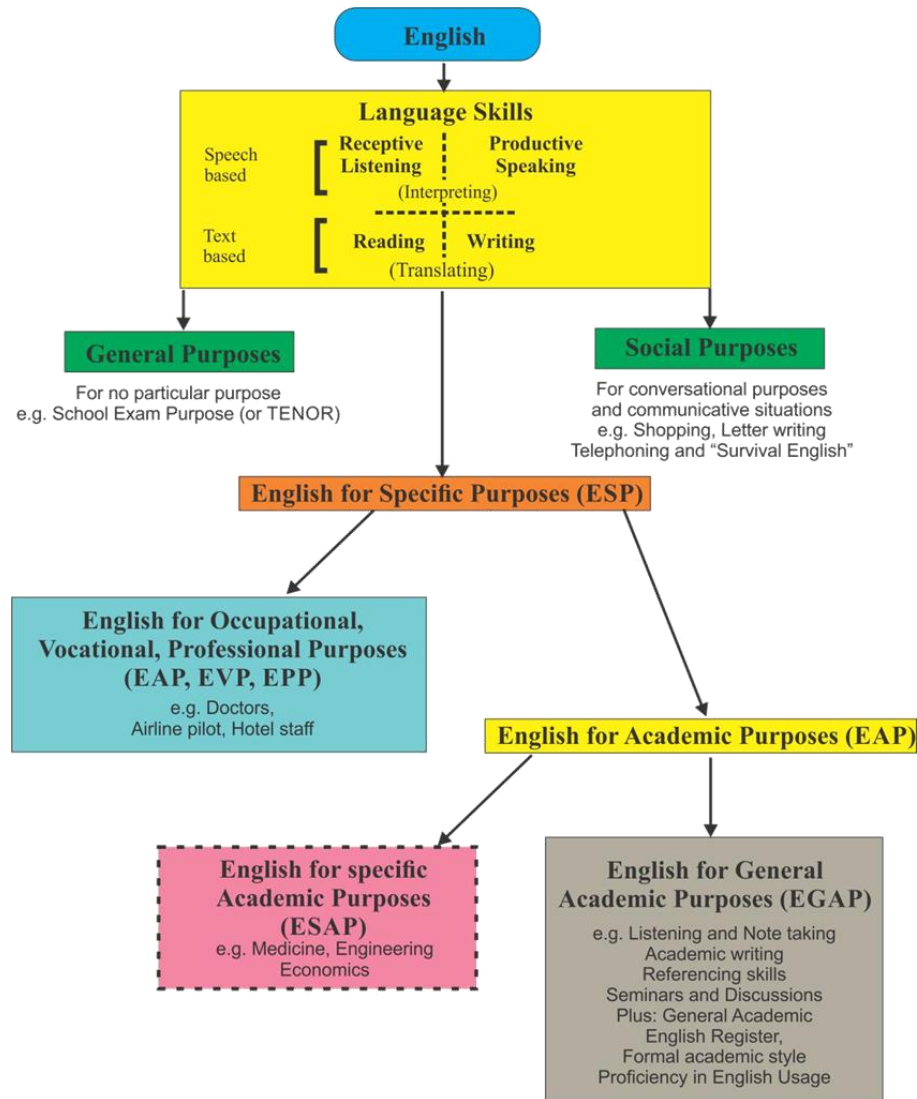 English
Language Skills
Speech
based
Receptive
Listening
Productive
Speaking
(Interpreting)
Text
based
Reading
Writing
(Translating)
General Purposes
For no particular purpose
e.g. School Exam Purpose (or TENOR)
Social Purposes
For conversational purposes
and communicative situations
e.g. Shopping, Letter writing
Telephoning and “Survival English”
English for Specific Purposes (ESP)
English for Occupational,
Vocational, Professional Purposes
(EAP, EVP, EPP)
e.g. Doctors,
Airline pilot, Hotel staff
English for Academic Purposes (EAP)
English for specific
Academic Purposes
(ESAP)
e.g. Medicine, Engineering
Economics
English for General
Academic Purposes (EGAP)
e.g. Listening and Note taking
Academic writing
Referencing skills
Seminars and Discussions
Plus: General Academic
English Register,
Formal academic style
Proficiency in English Usage